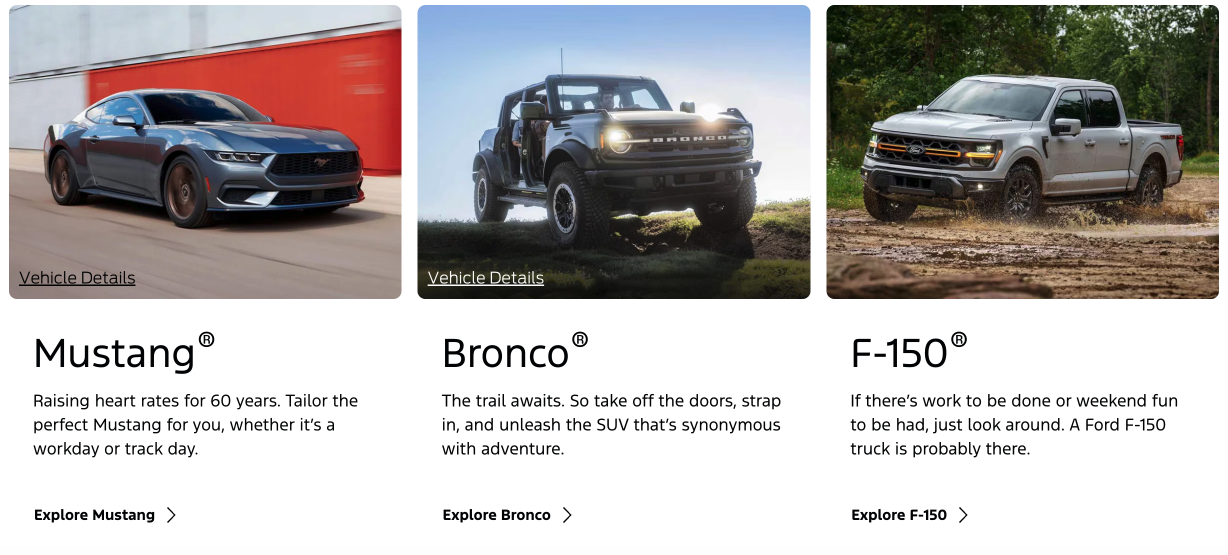 BRONCO
Ford
Vehicle Details
Vehicle Details
Mustang®
Raising heart rates for 60 years. Tailor the
perfect Mustang for you, whether it's a
workday or track day.
Explore Mustang
Bronco®
The trail awaits. So take off the doors, strap
in, and unleash the SUV that's synonymous
with adventure.
Explore Bronco
F-150®
If there's work to be done or weekend fun
to be had, just look around. A Ford F-150
truck is probably there.
Explore F-150